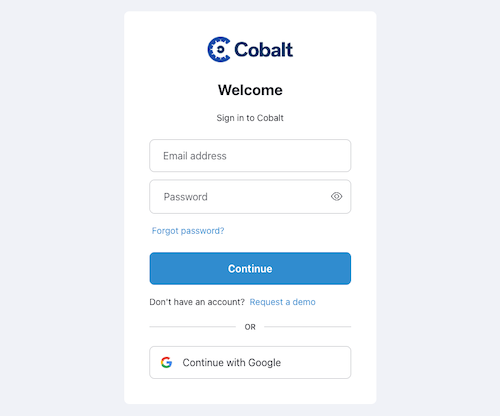 Cobalt
Welcome
Sign in to Cobalt
Email address
Password
Forgot password?
Continue
Don't have an account? Request a demo
OR
Continue with Google